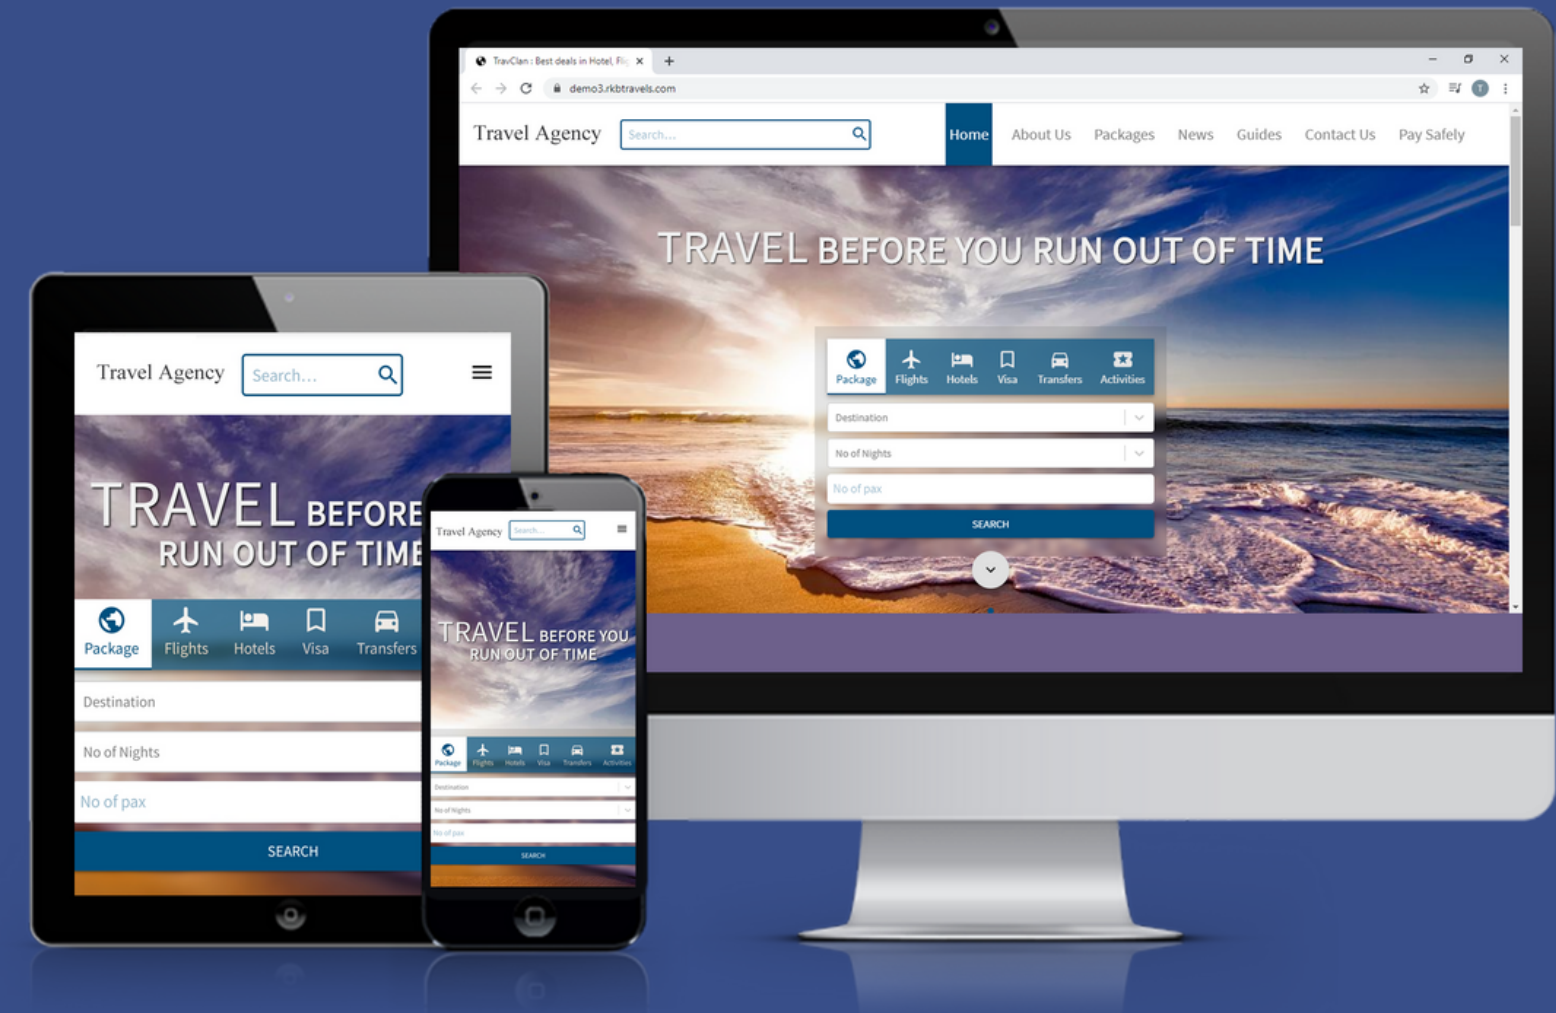 TravClan : Best deals in Hotel, Flig
demo3.rkbtravels.com
T
Travel Agency Search... Home About Us Packages News Guides Contact Us Pay Safely
TRAVEL BEFORE YOU RUN OUT OF TIME
Package Flights Hotels Visa Transfers Activities
Destination
No of Nights
No of pax
SEARCH
Travel Agency Search...
TRAVEL BEFORE
RUN OUT OF TIME
Package Flights Hotels Visa Transfers
Destination
No of Nights
No of pax
SEARCH
Travel Agency Search...
TRAVEL BEFORE YOU
RUN OUT OF TIME
Package Flights Hotels Visa Transfers Activities
Destination
No of Nights
No of pax
SEARCH